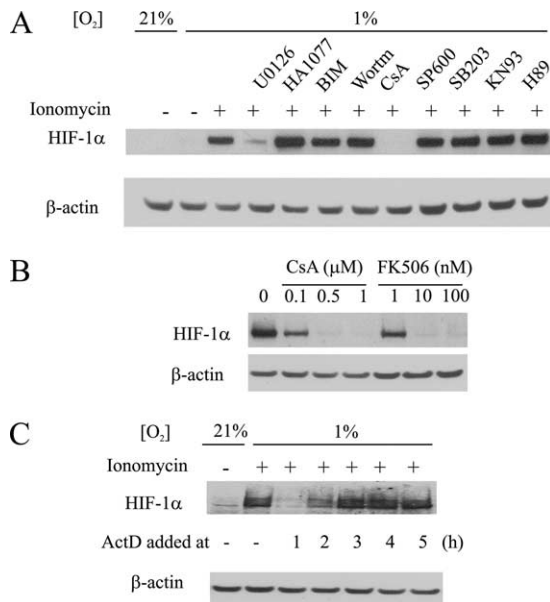 A
[O₂] 21% 1%
U0126 HA1077 BIM Wortm CsA SP600 SB203 KN93 H89
Ionomycin - - + + + + + + + + + + +
HIF-1α
β-actin
B
CsA (μM) FK506 (nM)
0 0.1 0.5 1 1 10 100
HIF-1α
β-actin
C
[O₂] 21% 1%
Ionomycin - + + + + + +
HIF-1α
ActD added at - - 1 2 3 4 5 (h)
β-actin